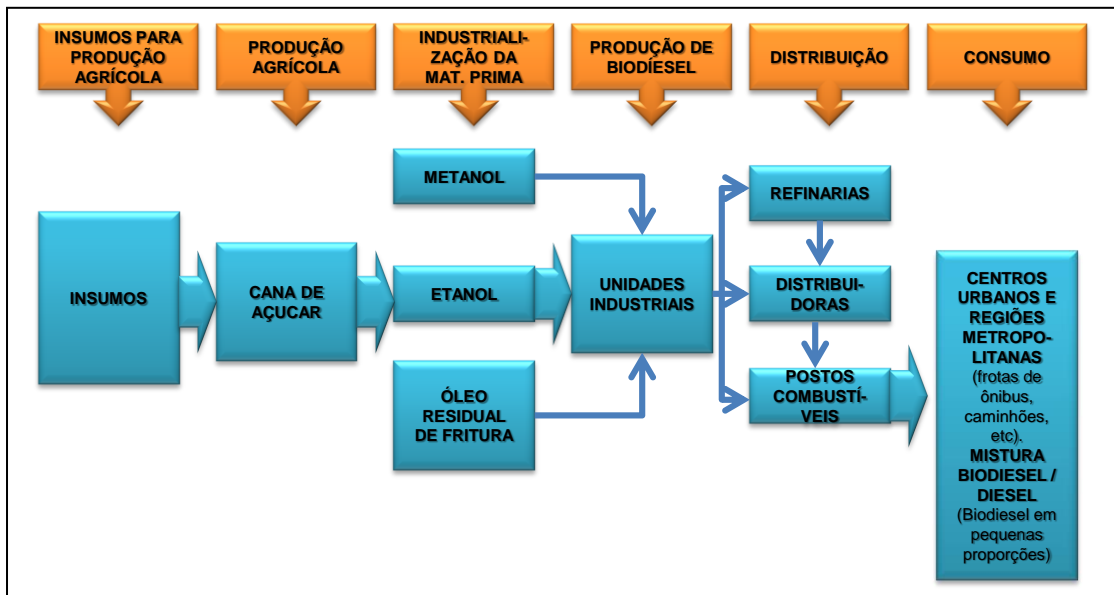 INSUMOS PARA
PRODUÇÃO
AGRÍCOLA
PRODUÇÃO
AGRÍCOLA
INDUSTRIALI-
ZAÇÃO DA
MAT. PRIMA
PRODUÇÃO DE
BIODIESEL
DISTRIBUIÇÃO
CONSUMO
METANOL
REFINARIAS
INSUMOS
CANA DE
AÇUCAR
ETANOL
UNIDADES
INDUSTRIAIS
DISTRIBUI-
DORAS
ÓLEO
RESIDUAL
DE FRITURA
POSTOS
COMBUSTÍ-
VEIS
CENTROS
URBANOS E
REGIÕES
METROPO-
LITANAS
(frotas de
ônibus,
caminhões,
etc).
MISTURA
BIODIESEL /
DIESEL
(Biodiesel em
pequenas
proporções)